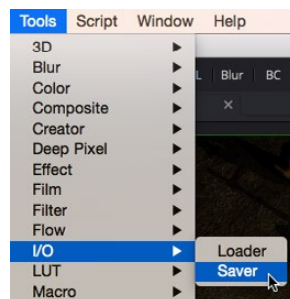 Tools Script Window Help
3D
Blur
Color
Composite
Creator
Deep Pixel
Effect
Film
Filter
Flow
I/O
LUT
Macro
L Blur BC
Loader
Saver